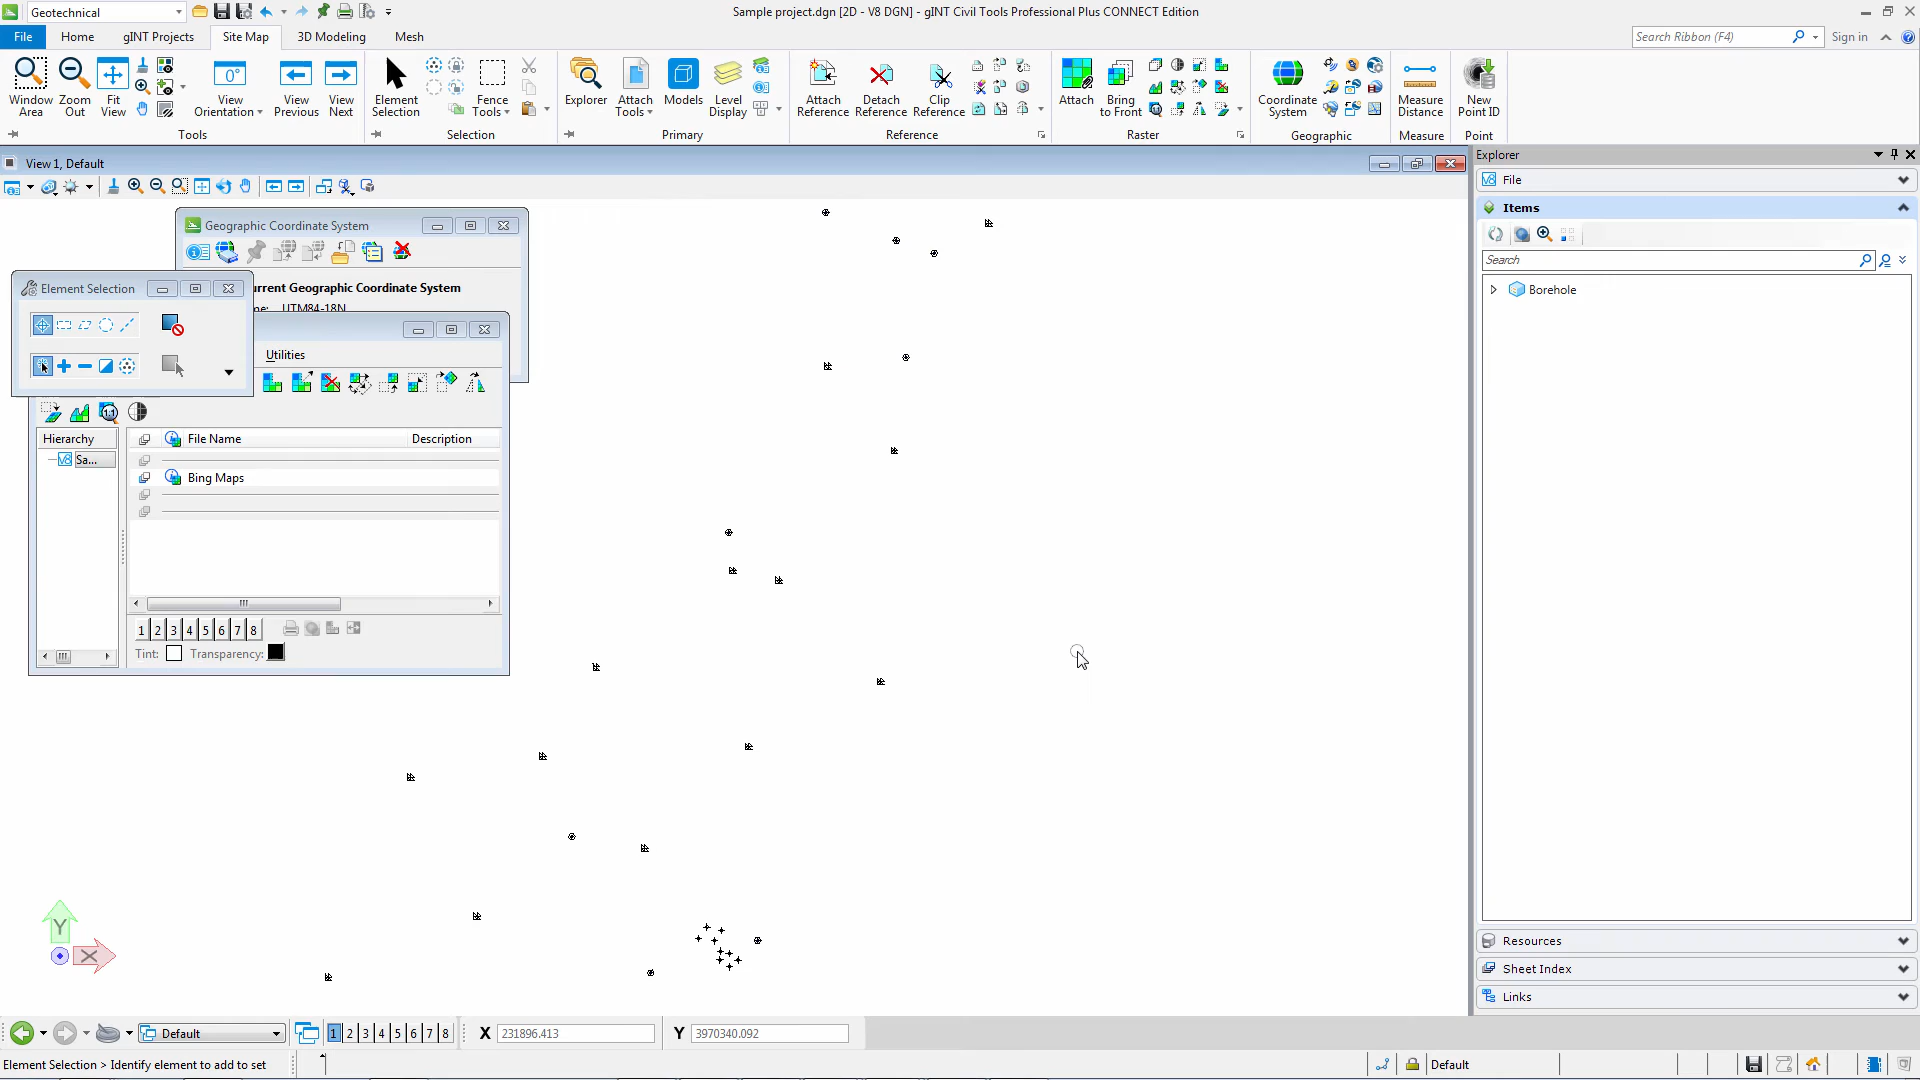 Geotechnical
Sample project.dgn [2D - V8 DGN] - gINT Civil Tools Professional Plus CONNECT Edition
File
Home
gINT Projects
Site Map
3D Modeling
Mesh
Search Ribbon (F4)
Sign in
Window Area
Zoom Out
Fit View
View Orientation
View Previous
View Next
Element Selection
Fence Tools
Explorer
Attach Tools
Models
Level Display
Attach Reference
Detach Reference
Clip Reference
Attach
Bring to Front
Coordinate System
Measure Distance
New Point ID
Tools
Selection
Primary
Reference
Raster
Geographic
Measure
Point
View 1, Default
Explorer
File
Items
Search
Borehole
Resources
Sheet Index
Links
Geographic Coordinate System
urrent Geographic Coordinate System
me: UTM84-18N
Element Selection
Utilities
Hierarchy
File Name
Description
Sa...
Bing Maps
1 2 3 4 5 6 7 8
Tint:
Transparency:
Y
X
Default
1 2 3 4 5 6 7 8
X 231896.413
Y 3970340.092
Element Selection > Identify element to add to set
Default